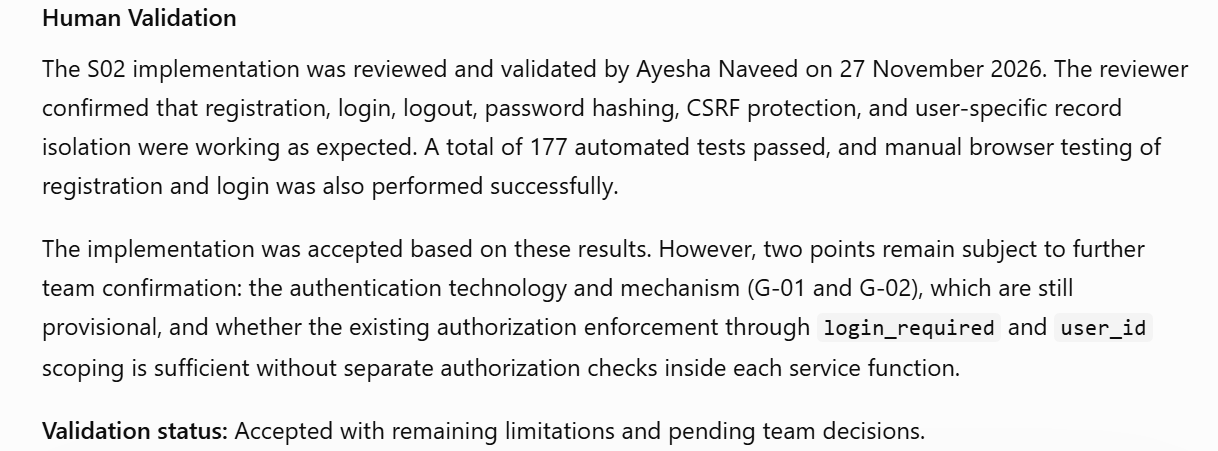 Human Validation
The S02 implementation was reviewed and validated by Ayesha Naveed on 27 November 2026. The reviewer
confirmed that registration, login, logout, password hashing, CSRF protection, and user-specific record
isolation were working as expected. A total of 177 automated tests passed, and manual browser testing of
registration and login was also performed successfully.
The implementation was accepted based on these results. However, two points remain subject to further
team confirmation: the authentication technology and mechanism (G-01 and G-02), which are still
provisional, and whether the existing authorization enforcement through login_required and user_id
scoping is sufficient without separate authorization checks inside each service function.
Validation status: Accepted with remaining limitations and pending team decisions.